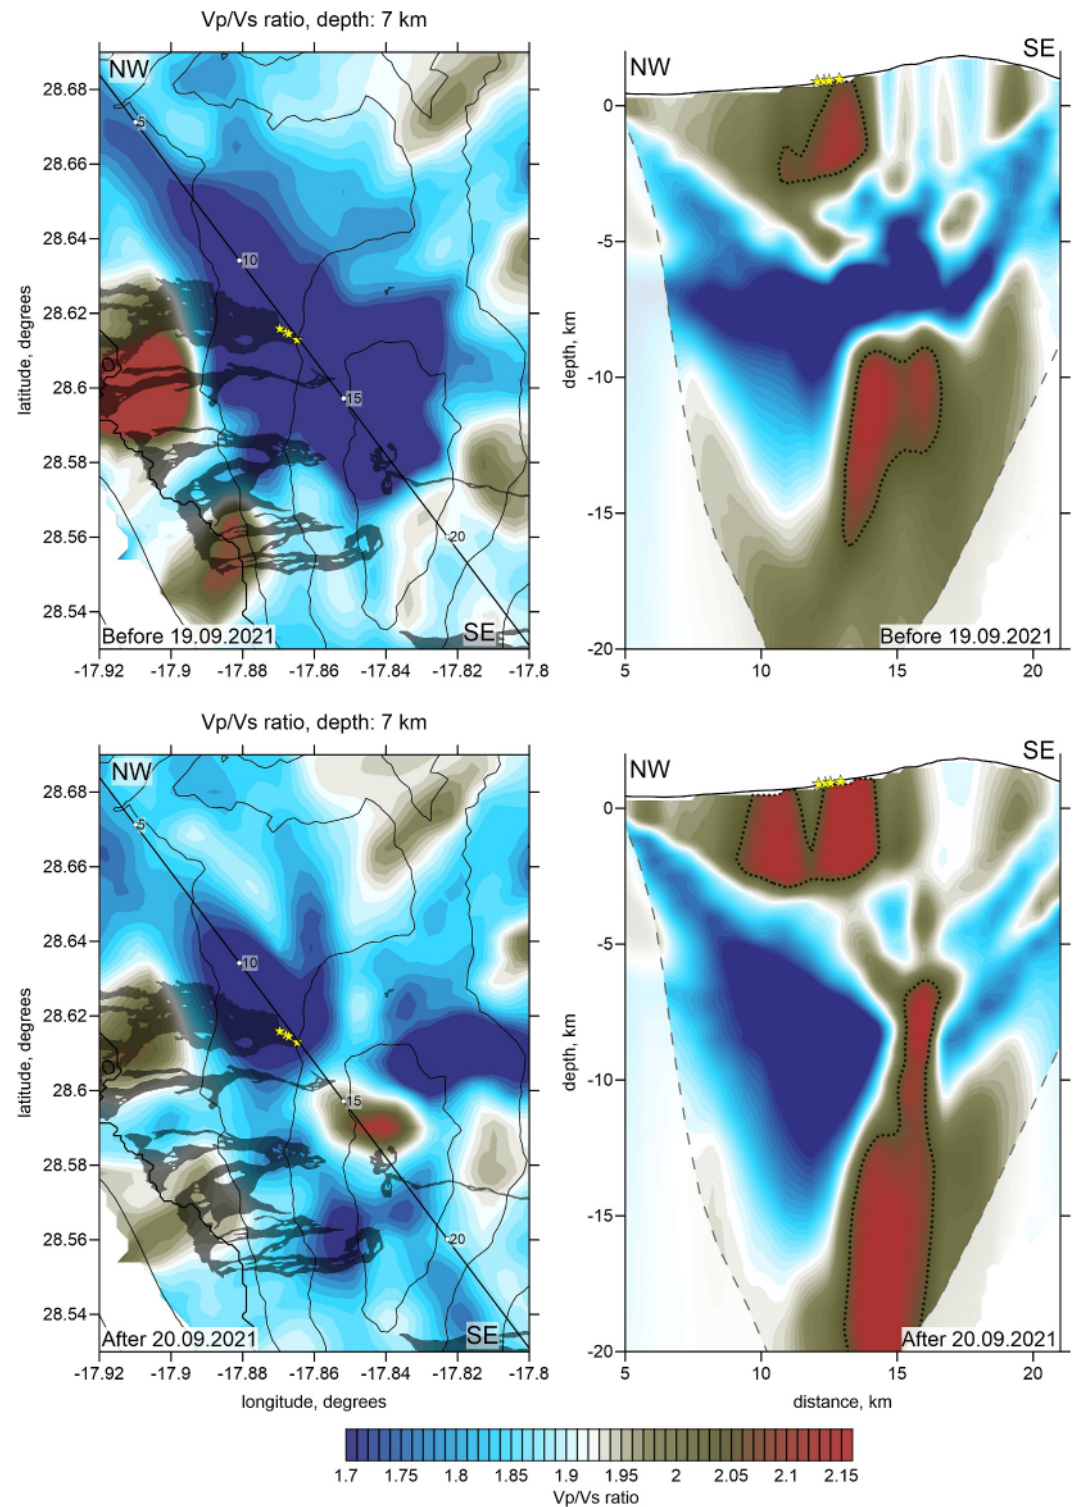 Vp/Vs ratio, depth: 7 km
NW
SE
NW
28.68
5
0
28.66
28.64
10
-5
latitude, degrees
28.62
depth, km
28.6
15
-10
28.58
28.56
20
-15
28.54
Before 19.09.2021
SE
Before 19.09.2021
-20
-17.92 -17.9 -17.88 -17.86 -17.84 -17.82 -17.8
5 10 15 20
Vp/Vs ratio, depth: 7 km
NW
SE
NW
28.68
5
0
28.66
28.64
10
-5
latitude, degrees
28.62
depth, km
28.6
15
-10
28.58
28.56
20
-15
28.54
After 20.09.2021
SE
After 20.09.2021
-20
-17.92 -17.9 -17.88 -17.86 -17.84 -17.82 -17.8
5 10 15 20
longitude, degrees
distance, km
1.7 1.75 1.8 1.85 1.9 1.95 2 2.05 2.1 2.15
Vp/Vs ratio